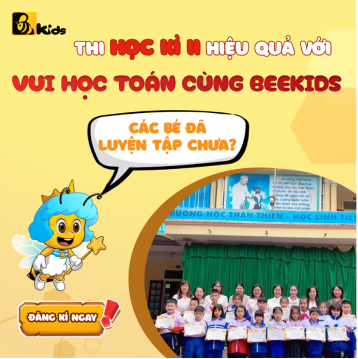 Kids
THI HỌC KÌ II HIỆU QUẢ VỚI
VUI HỌC TOÁN CÙNG BEEKIDS
CÁC BÉ ĐÃ
LUYỆN TẬP CHƯA?
TRƯỜNG HỌC THÂN THIỆN - HỌC SINH
ĐĂNG KÍ NGAY